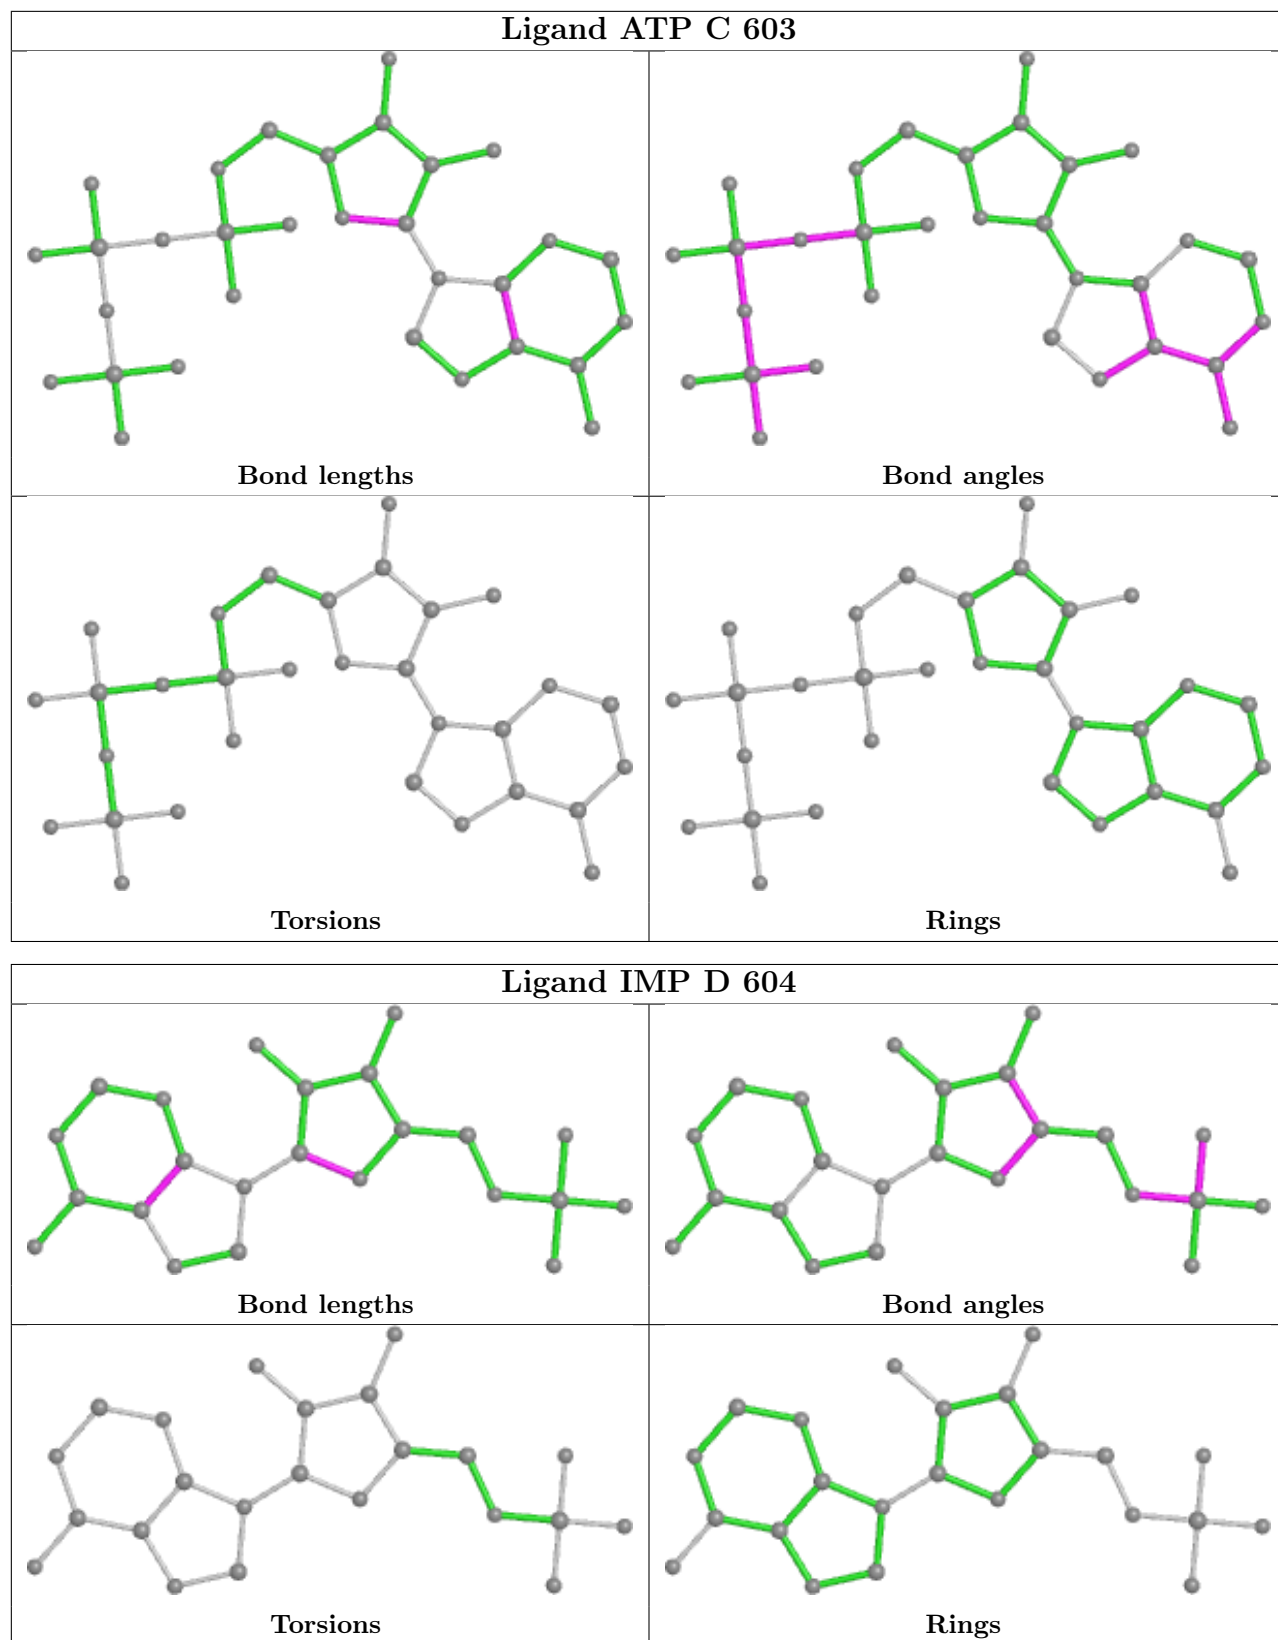 Ligand ATP C 603
Bond lengths
Bond angles
Torsions
Rings
Ligand IMP D 604
Bond lengths
Bond angles
Torsions
Rings